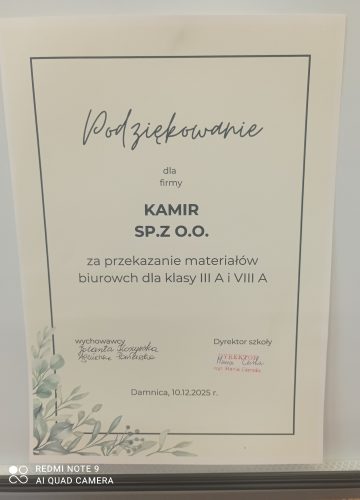 Podziękowanie
dla
firmy
KAMIR
SP.Z O.O.
za przekazanie materiałów
biurowch dla klasy III A i VIII A
wychowawcy
Dyrektor szkoły
DYREKTOR
Damnica, 10.12.2025 r.
REDMI NOTE 9
AI QUAD CAMERA